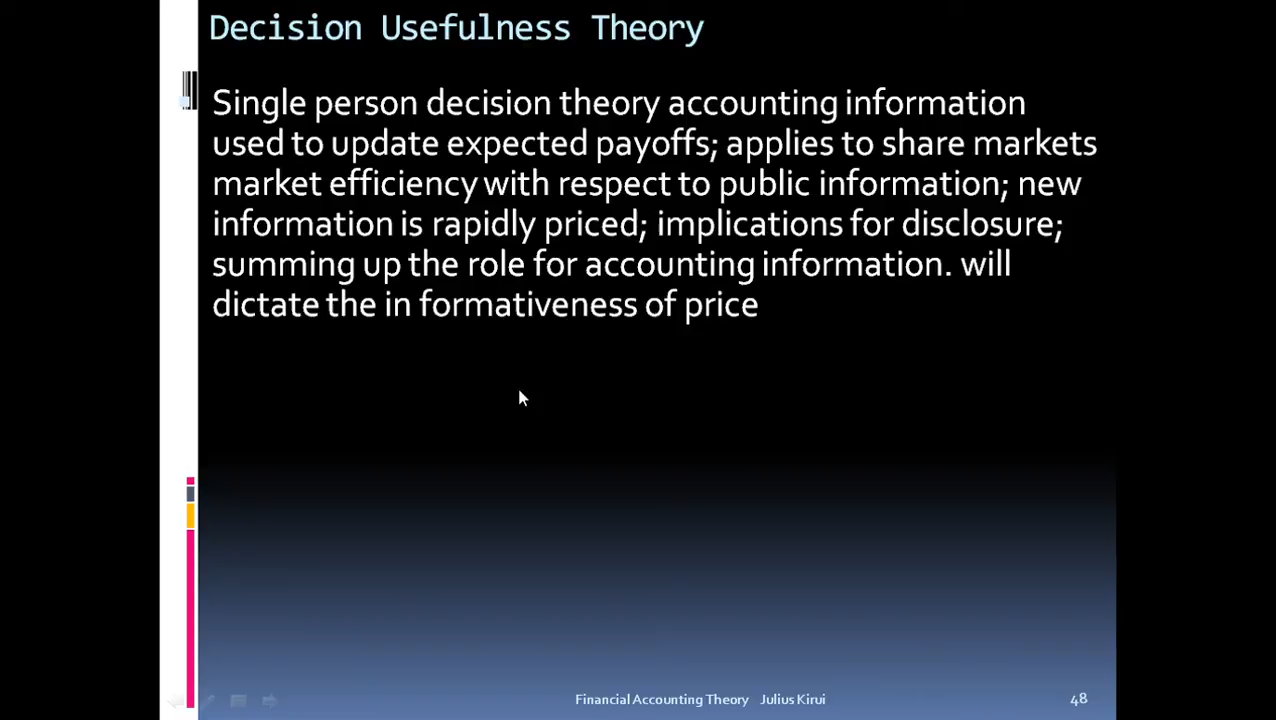 Decision Usefulness Theory
Single person decision theory accounting information
used to update expected payoffs; applies to share markets
market efficiency with respect to public information; new
information is rapidly priced; implications for disclosure;
summing up the role for accounting information. will
dictate the in formativeness of price
Financial Accounting Theory Julius Kirui
48